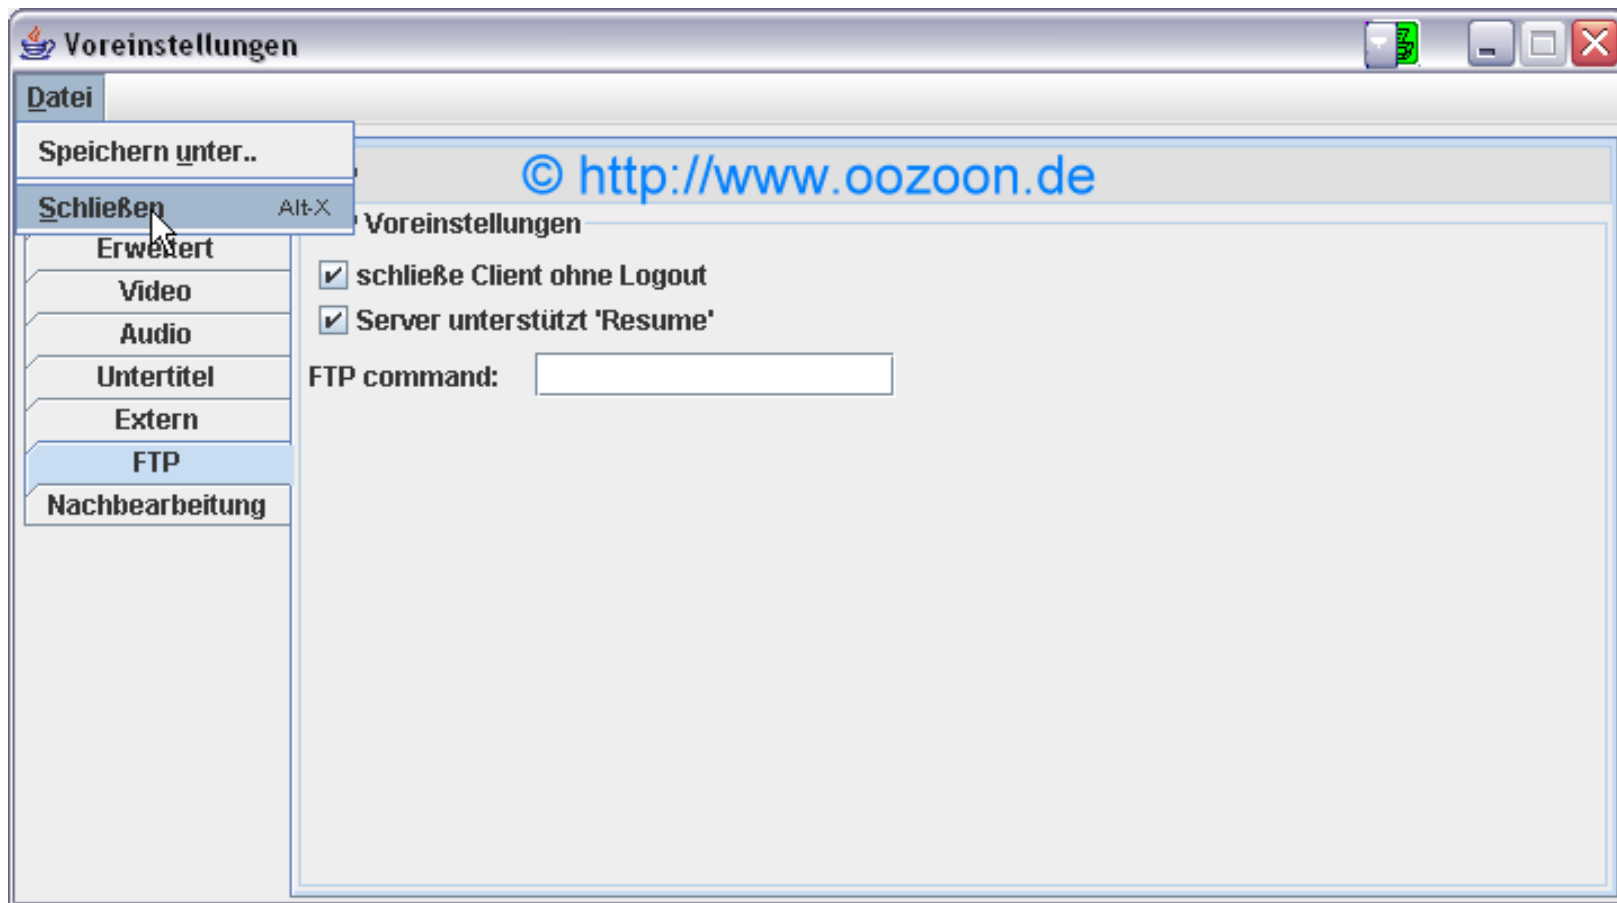 Voreinstellungen
Datei
Speichern unter..
Schließen Alt-X
© http://www.oozoon.de
Voreinstellungen
Erweitert
Video
Audio
Untertitel
Extern
FTP
Nachbearbeitung
schließe Client ohne Logout
Server unterstützt 'Resume'
FTP command: